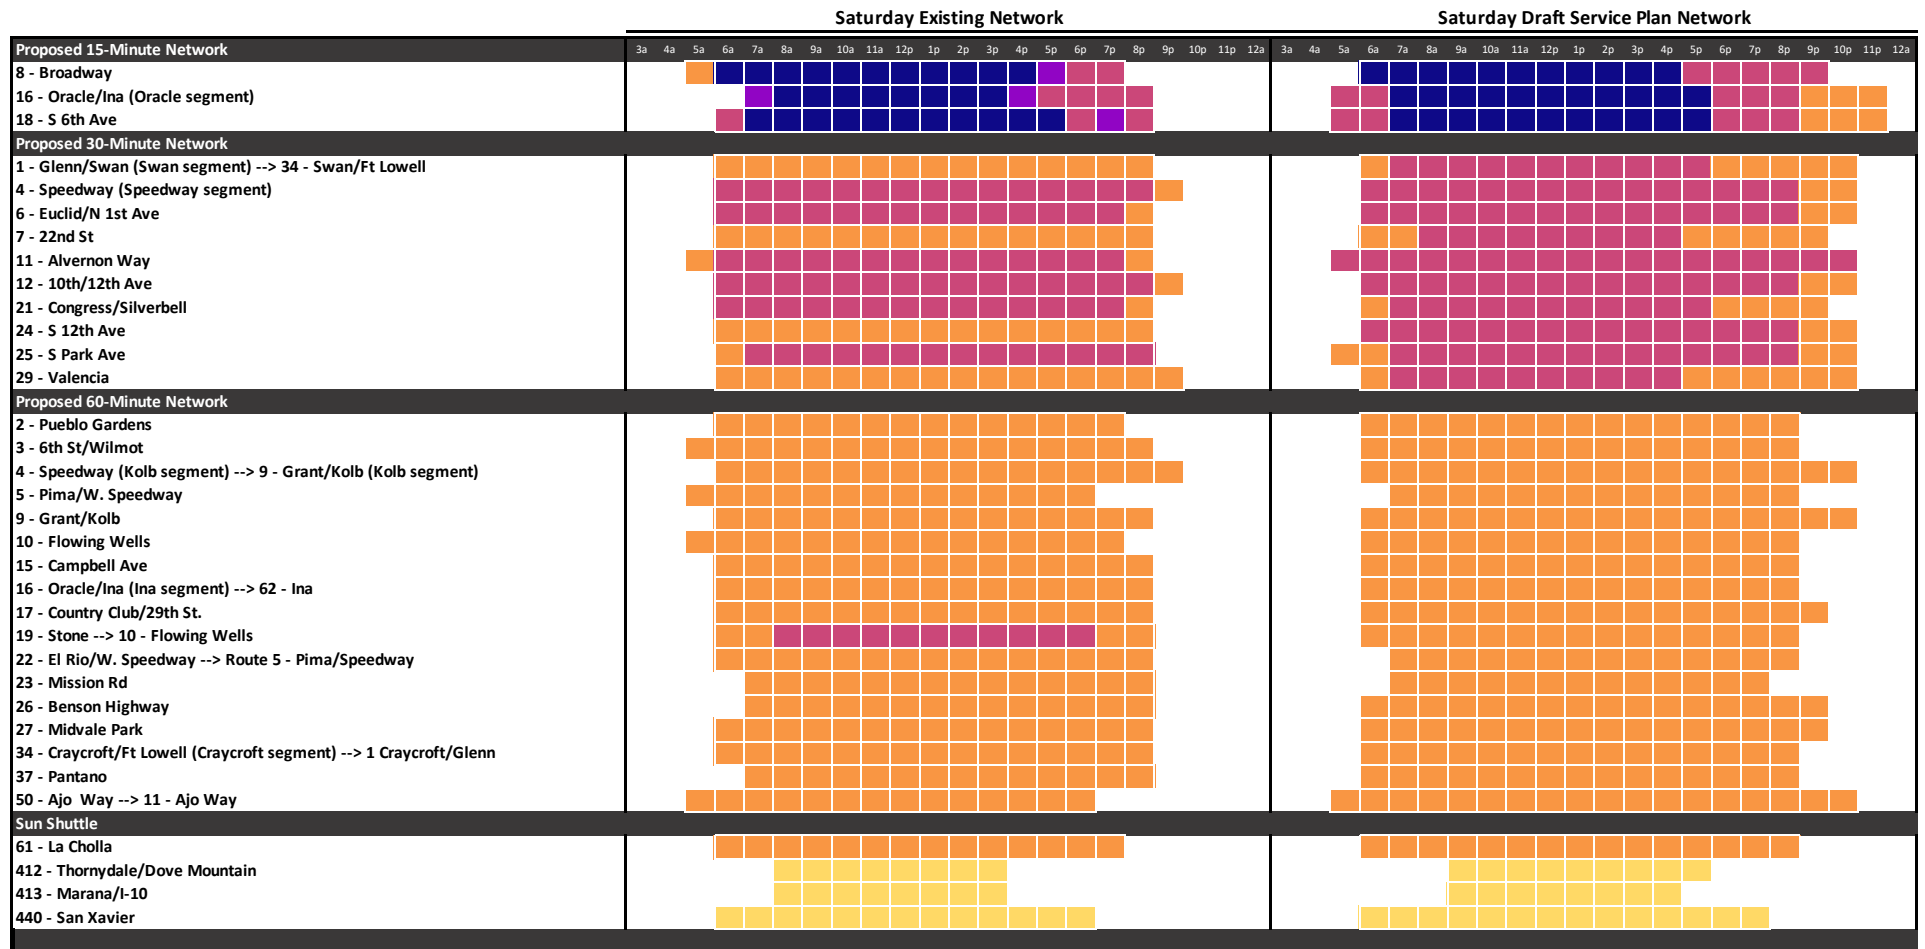 Saturday Existing Network Saturday Draft Service Plan Network
Proposed 15-Minute Network 3a 4a 5a 6a 7a 8a 9a 10a 11a 12p 1p 2p 3p 4p 5p 6p 7p 8p 9p 10p 11p 12a 3a 4a 5a 6a 7a 8a 9a 10a 11a 12p 1p 2p 3p 4p 5p 6p 7p 8p 9p 10p 11p 12a
8 - Broadway
16 - Oracle/Ina (Oracle segment)
18 - S 6th Ave
Proposed 30-Minute Network
1 - Glenn/Swan (Swan segment) --> 34 - Swan/Ft Lowell
4 - Speedway (Speedway segment)
6 - Euclid/N 1st Ave
7 - 22nd St
11 - Alvernon Way
12 - 10th/12th Ave
21 - Congress/Silverbell
24 - S 12th Ave
25 - S Park Ave
29 - Valencia
Proposed 60-Minute Network
2 - Pueblo Gardens
3 - 6th St/Wilmot
4 - Speedway (Kolb segment) --> 9 - Grant/Kolb (Kolb segment)
5 - Pima/W. Speedway
9 - Grant/Kolb
10 - Flowing Wells
15 - Campbell Ave
16 - Oracle/Ina (Ina segment) --> 62 - Ina
17 - Country Club/29th St.
19 - Stone --> 10 - Flowing Wells
22 - El Rio/W. Speedway --> Route 5 - Pima/Speedway
23 - Mission Rd
26 - Benson Highway
27 - Midvale Park
34 - Craycroft/Ft Lowell (Craycroft segment) --> 1 Craycroft/Glenn
37 - Pantano
50 - Ajo  Way --> 11 - Ajo Way
Sun Shuttle
61 - La Cholla
412 - Thornydale/Dove Mountain
413 - Marana/I-10
440 - San Xavier